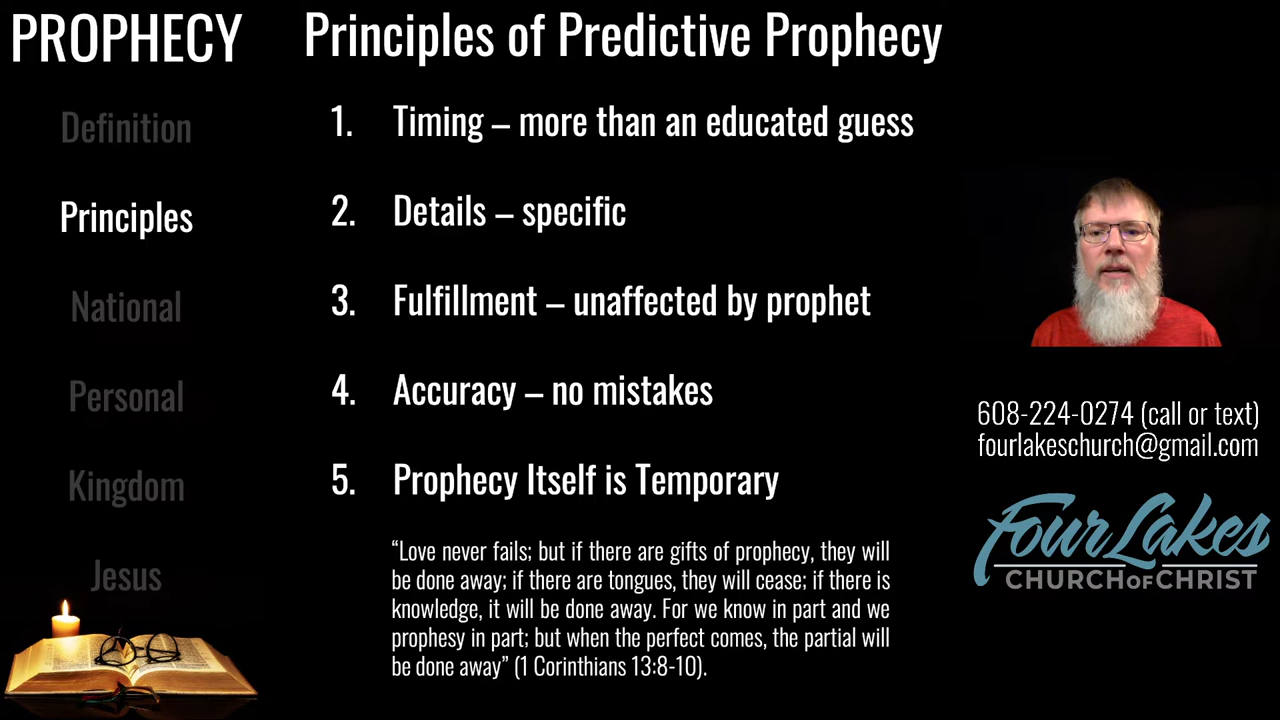 PROPHECY
Definition
Principles
National
Personal
Kingdom
Jesus
Principles of Predictive Prophecy
1. Timing – more than an educated guess
2. Details – specific
3. Fulfillment – unaffected by prophet
4. Accuracy – no mistakes
5. Prophecy Itself is Temporary
“Love never fails; but if there are gifts of prophecy, they will
be done away; if there are tongues, they will cease; if there is
knowledge, it will be done away. For we know in part and we
prophesy in part; but when the perfect comes, the partial will
be done away” (1 Corinthians 13:8-10).
608-224-0274 (call or text)
fourlakeschurch@gmail.com
Four Lakes
CHURCH OF CHRIST